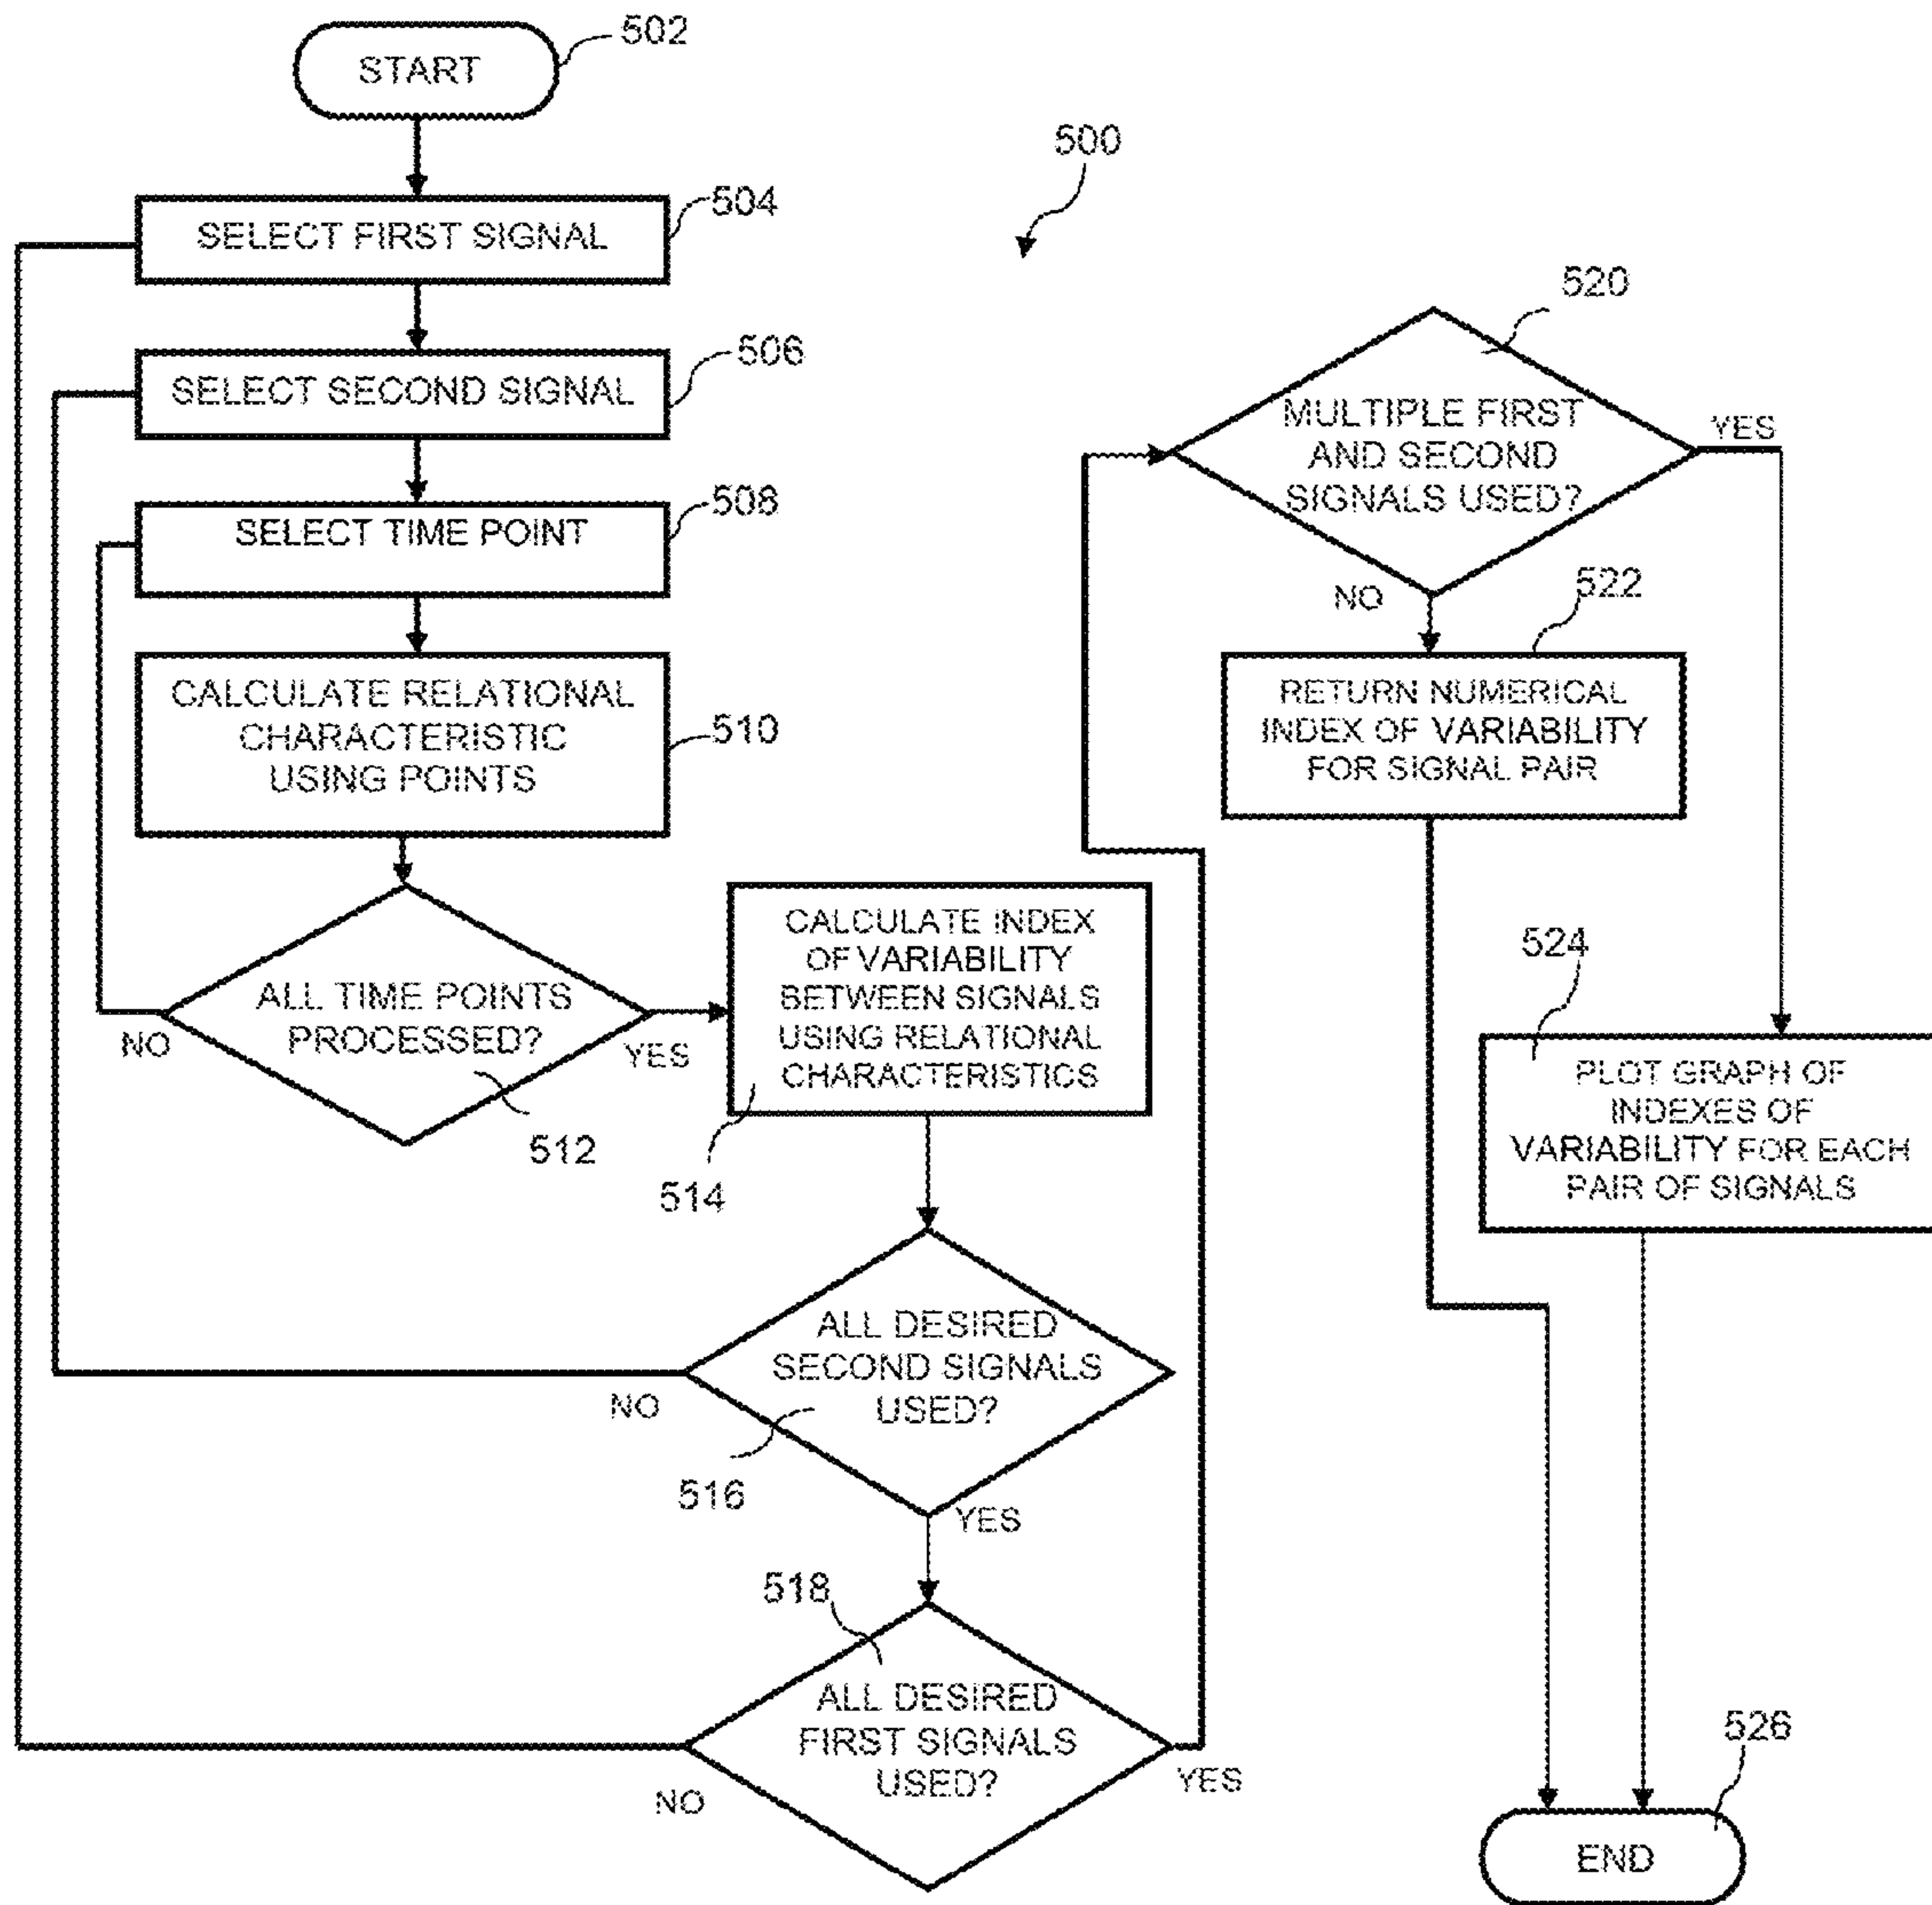 START
502
500
SELECT FIRST SIGNAL
504
SELECT SECOND SIGNAL
506
SELECT TIME POINT
508
CALCULATE RELATIONAL
CHARACTERISTIC
USING POINTS
510
ALL TIME POINTS
PROCESSED?
NO
YES
512
CALCULATE INDEX
OF VARIABILITY
BETWEEN SIGNALS
USING RELATIONAL
CHARACTERISTICS
514
ALL DESIRED
SECOND SIGNALS
USED?
NO
516
YES
518
ALL DESIRED
FIRST SIGNALS
USED?
NO
YES
520
MULTIPLE FIRST
AND SECOND
SIGNALS USED?
YES
NO
522
RETURN NUMERICAL
INDEX OF VARIABILITY
FOR SIGNAL PAIR
524
PLOT GRAPH OF
INDEXES OF
VARIABILITY FOR EACH
PAIR OF SIGNALS
526
END